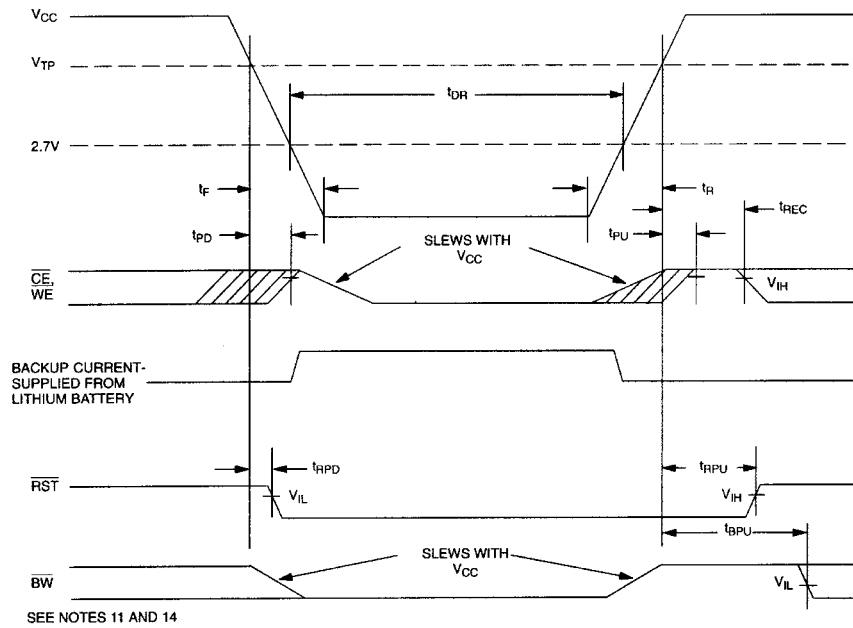 VCC
VTP
tDR
2.7V
tF
tR
tREC
tPD
tPU
SLEWS WITH
VCC
CE,
WE
VIH
BACKUP CURRENT-
SUPPLIED FROM
LITHIUM BATTERY
tRPD
tRPU
RST
VIL
VIH
tBPU
SLEWS WITH
VCC
BW
VIL
SEE NOTES 11 AND 14